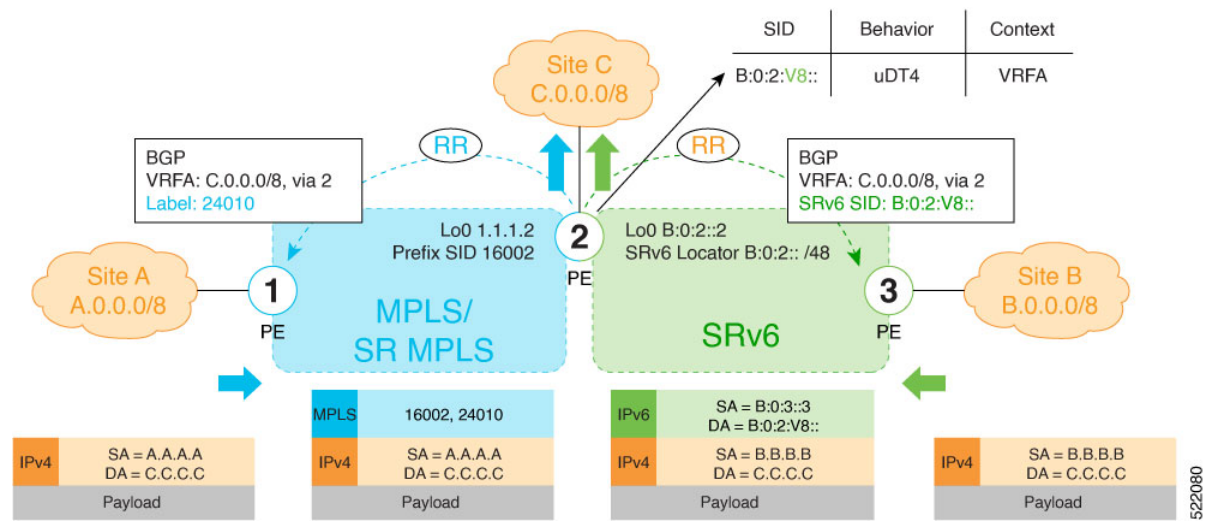 SID Behavior Context
B:0:2:V8:: uDT4 VRFA
Site C
C.0.0.0/8
RR
RR
BGP
VRFA: C.0.0.0/8, via 2
Label: 24010
BGP
VRFA: C.0.0.0/8, via 2
SRv6 SID: B:0:2:V8::
Lo0 1.1.1.2
Prefix SID 16002
2
PE
Lo0 B:0:2::2
SRv6 Locator B:0:2:: /48
Site A
A.0.0.0/8
1
PE
MPLS/
SR MPLS
SRv6
3
PE
Site B
B.0.0.0/8
MPLS
16002, 24010
IPv6
SA = B:0:3::3
DA = B:0:2:V8::
IPv4
SA = A.A.A.A
DA = C.C.C.C
Payload
IPv4
SA = A.A.A.A
DA = C.C.C.C
Payload
IPv4
SA = B.B.B.B
DA = C.C.C.C
Payload
IPv4
SA = B.B.B.B
DA = C.C.C.C
Payload
522080